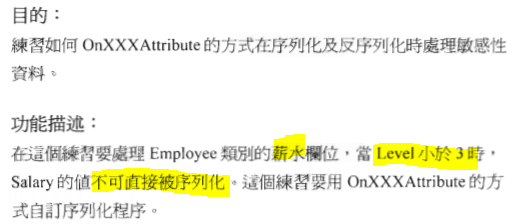 目的：
練習如何 OnXXXAttribute 的方式在序列化及反序列化時處理敏感性
資料。
功能描述：
在這個練習要處理 Employee 類別的薪水欄位，當 Level 小於 3 時，
Salary 的值不可直接被序列化。這個練習要用 OnXXXAttribute 的方
式自訂序列化程序。